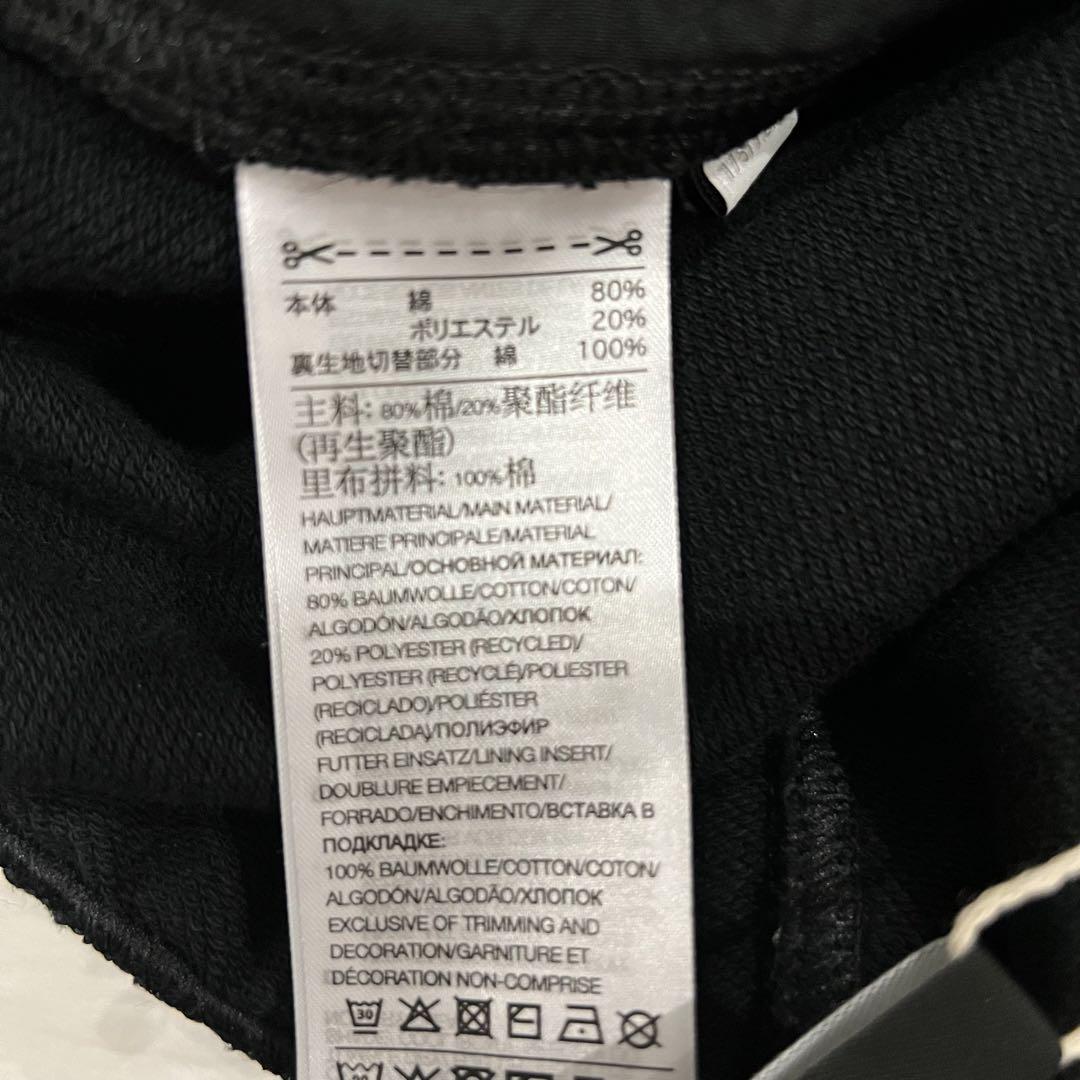 本体 綿 80%
ポリエステル 20%
裏生地切替部分 綿 100%
主料: 80%棉/20%聚酯纤维
(再生聚酯)
里布拼料: 100%棉
HAUPTMATERIAL/MAIN MATERIAL/
MATIERE PRINCIPALE/MATERIAL
PRINCIPAL/ОСНОВНОЙ МАТЕРИАЛ:
80% BAUMWOLLE/COTTON/COTON/
ALGODÓN/ALGODÃO/ХЛОПОК
20% POLYESTER (RECYCLED)/
POLYESTER (RECYCLÉ)/POLIESTER
(RECICLADO)/POLIÉSTER
(RECICLADA)/ПОЛИЭФИР
FUTTER EINSATZ/LINING INSERT/
DOUBLURE EMPIECEMENT/
FORRADO/ENCHIMENTO/ВСТАВКА В
ПОДКЛАДКЕ:
100% BAUMWOLLE/COTTON/COTON/
ALGODÓN/ALGODÃO/ХЛОПОК
EXCLUSIVE OF TRIMMING AND
DECORATION/GARNITURE ET
DÉCORATION NON-COMPRISE
30